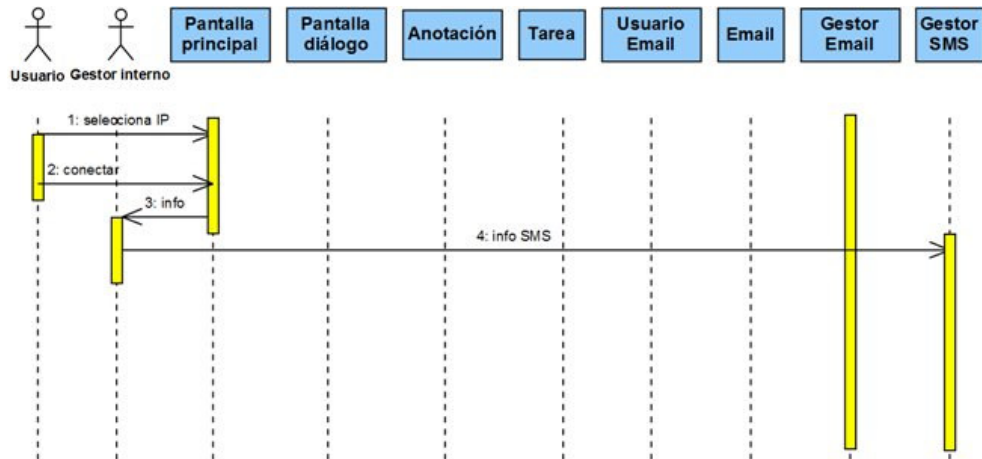 Pantalla
principal
Pantalla
diálogo
Anotación
Tarea
Usuario
Email
Email
Gestor
Email
Gestor
SMS
Usuario
Gestor interno
1: selecciona IP
2: conectar
3: info
4: info SMS